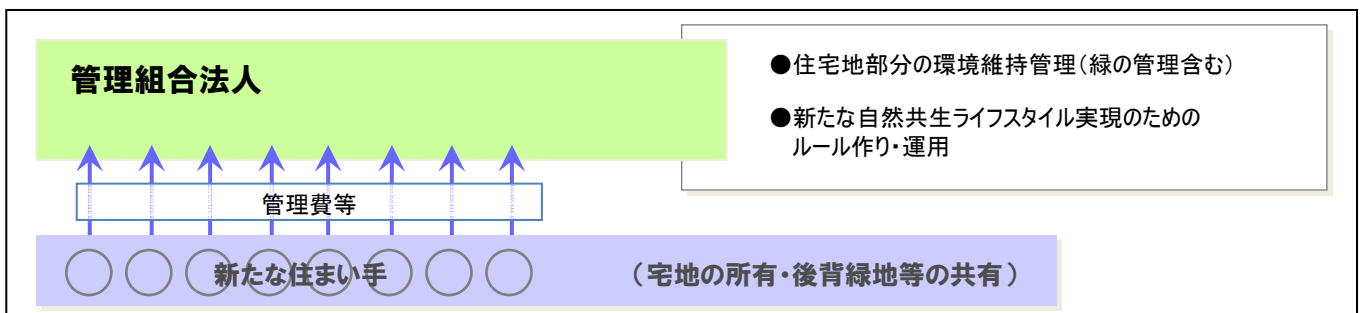 管理組合法人
●住宅地部分の環境維持管理(緑の管理含む)
●新たな自然共生ライフスタイル実現のための
ルール作り・運用
管理費等
新たな住まい手 (宅地の所有・後背緑地等の共有)